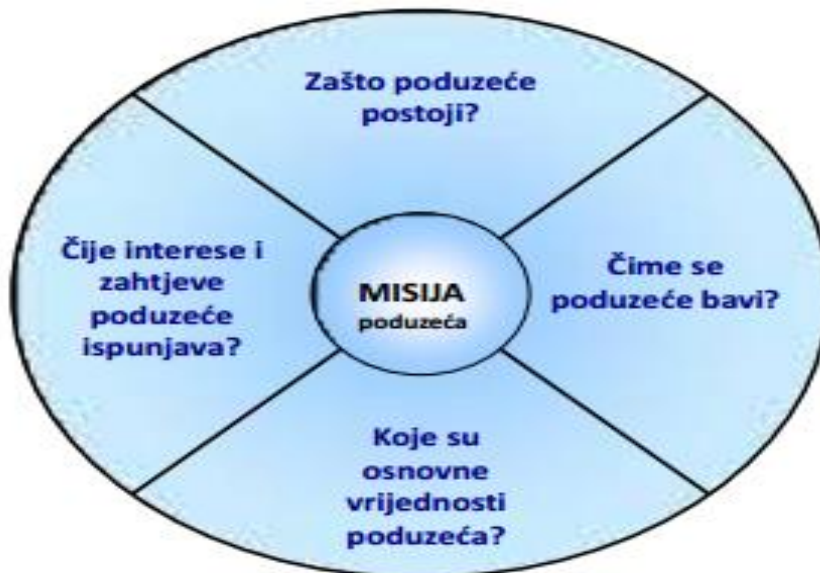 Zašto poduzeće
postoji?
Čije interese i
zahtjeve
poduzeće
ispunjava?
MISIJA
poduzeća
Čime se
poduzeće bavi?
Koje su
osnovne
vrijednosti
poduzeća?